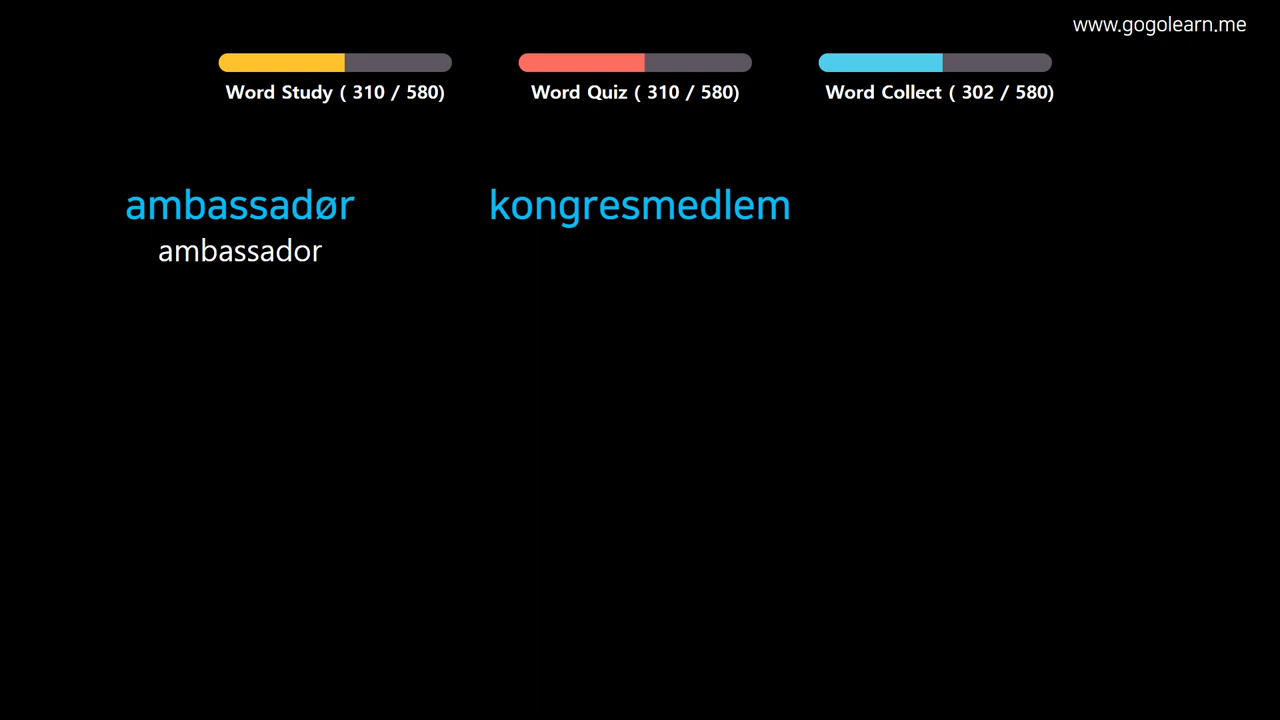 www.gogolearn.me
Word Study ( 310 / 580)
Word Quiz ( 310 / 580)
Word Collect ( 302 / 580)
ambassadør
kongresmedlem
ambassador